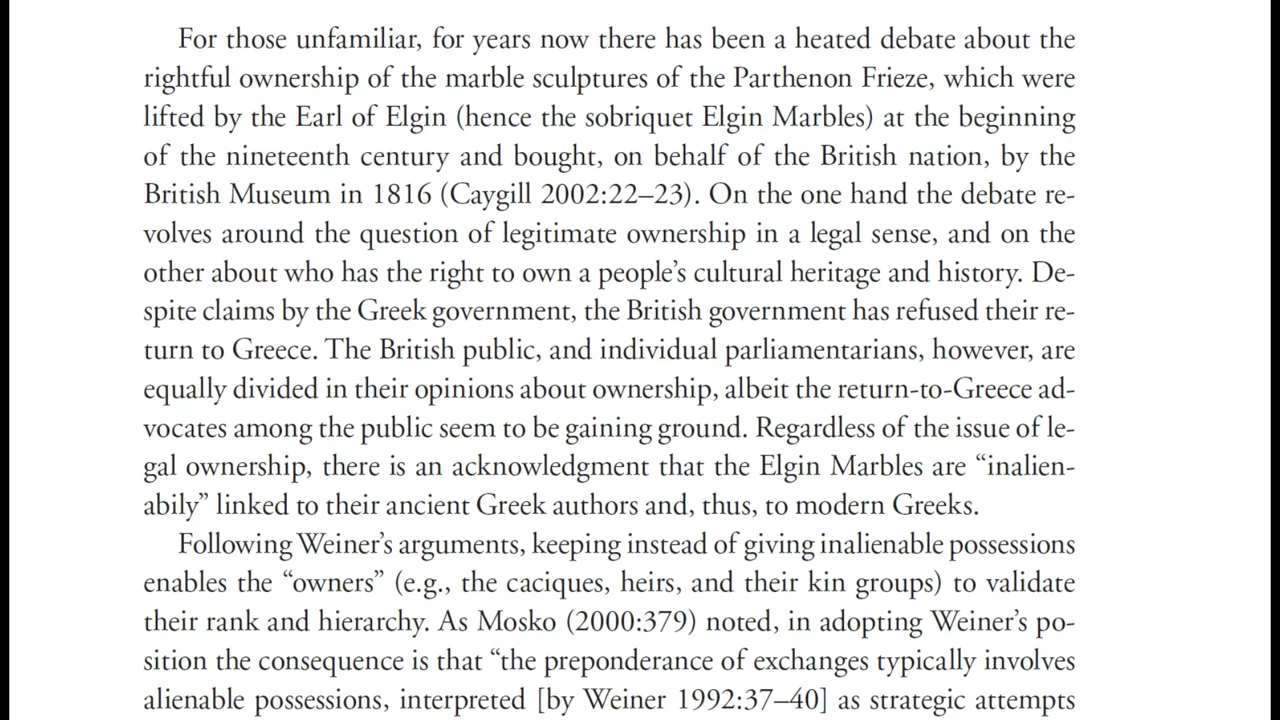 For those unfamiliar, for years now there has been a heated debate about the
rightful ownership of the marble sculptures of the Parthenon Frieze, which were
lifted by the Earl of Elgin (hence the sobriquet Elgin Marbles) at the beginning
of the nineteenth century and bought, on behalf of the British nation, by the
British Museum in 1816 (Caygill 2002:22–23). On the one hand the debate re-
volves around the question of legitimate ownership in a legal sense, and on the
other about who has the right to own a people’s cultural heritage and history. De-
spite claims by the Greek government, the British government has refused their re-
turn to Greece. The British public, and individual parliamentarians, however, are
equally divided in their opinions about ownership, albeit the return-to-Greece ad-
vocates among the public seem to be gaining ground. Regardless of the issue of le-
gal ownership, there is an acknowledgment that the Elgin Marbles are “inalien-
abily” linked to their ancient Greek authors and, thus, to modern Greeks.
Following Weiner’s arguments, keeping instead of giving inalienable possessions
enables the “owners” (e.g., the caciques, heirs, and their kin groups) to validate
their rank and hierarchy. As Mosko (2000:379) noted, in adopting Weiner’s po-
sition the consequence is that “the preponderance of exchanges typically involves
alienable possessions, interpreted [by Weiner 1992:37–40] as strategic attempts